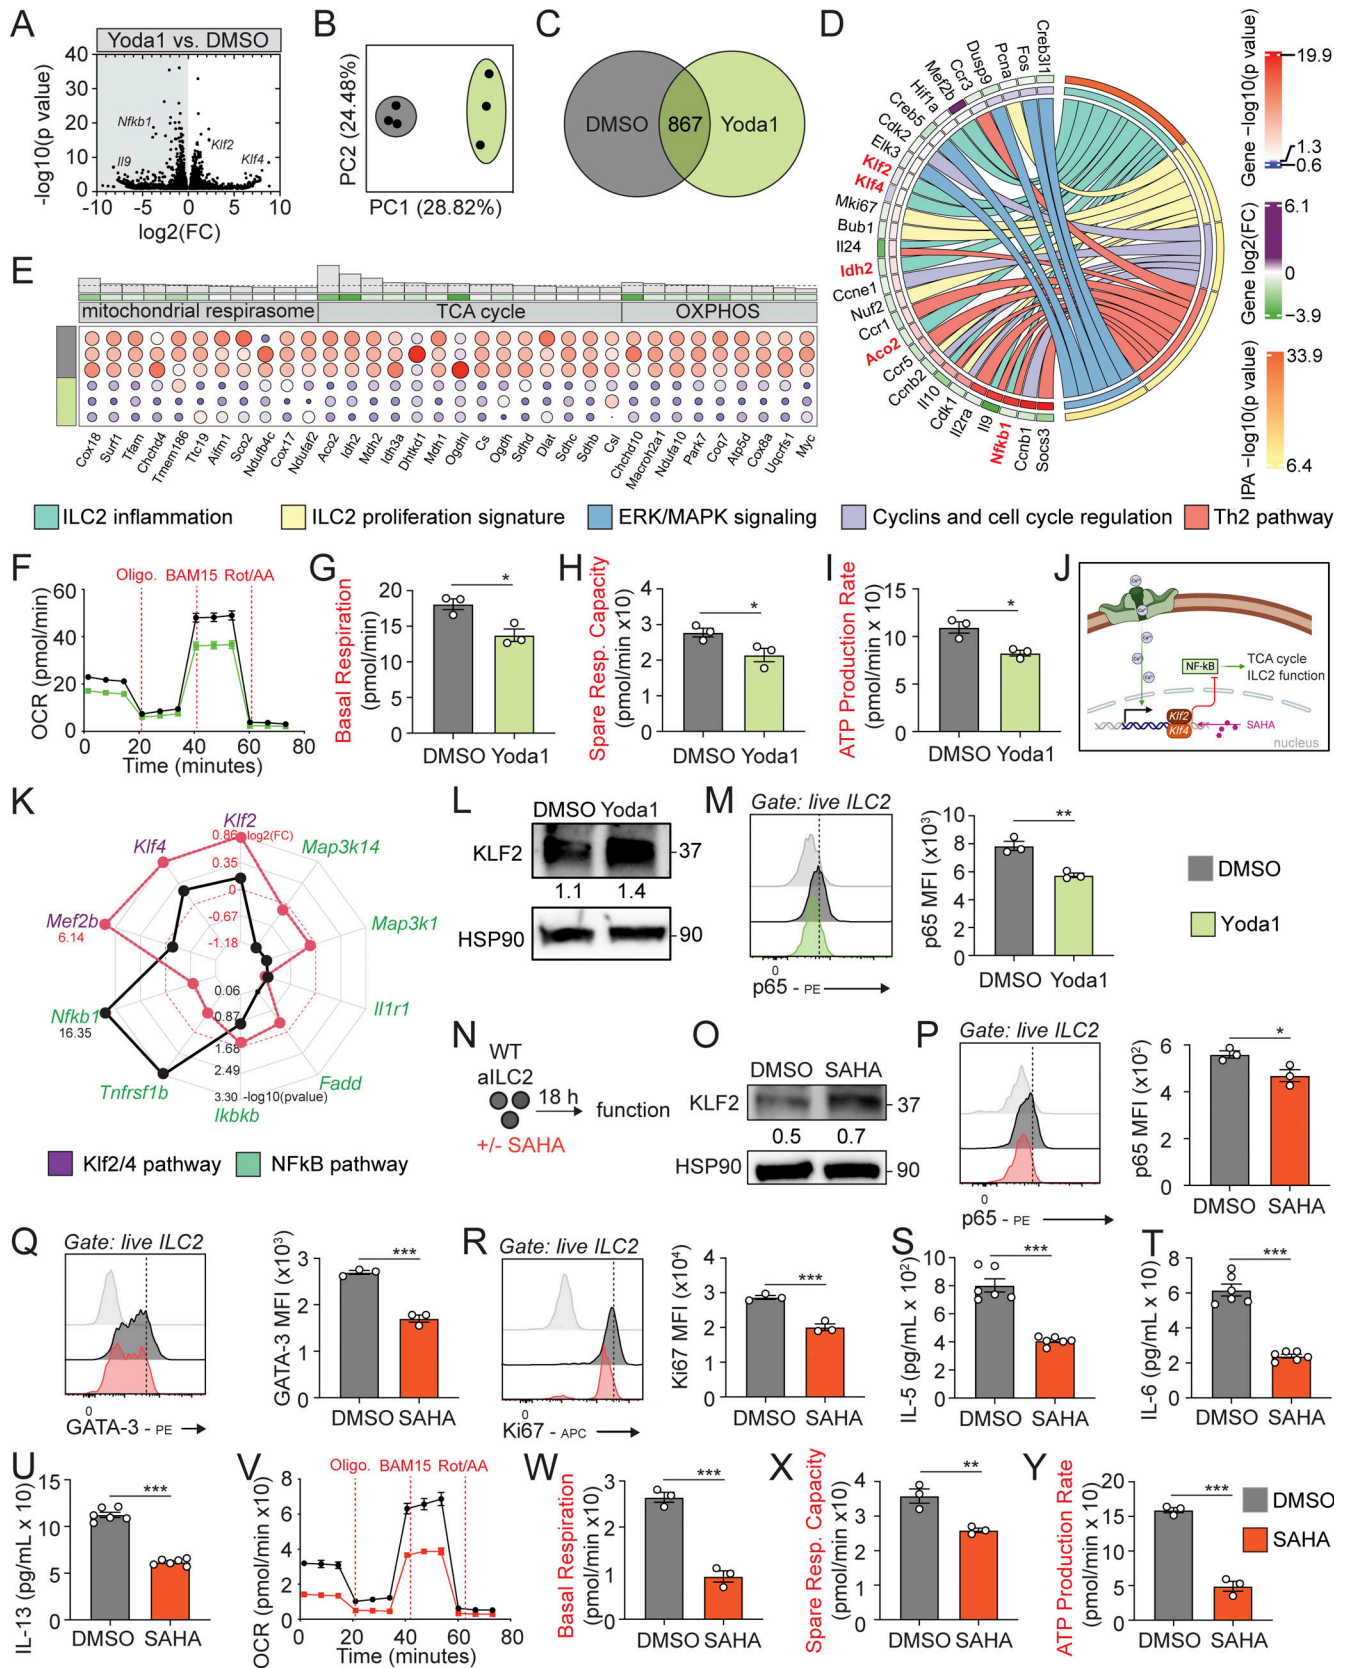 A
Yoda1 vs. DMSO
-log10(p value)
40
30
20
10
0
Nfkb1
Il9
Klf2
Klf4
-10 -5 0 5 10
log2(FC)
B
PC2 (24.48%)
PC1 (28.82%)
C
DMSO 867 Yoda1
D
Creb3l1
Fos
Pcna
Dusp9
Ccr3
Mef2b
Hif1a
Creb5
Cdk2
Elk3
Klf2
Klf4
Mki67
Bub1
Il24
Idh2
Ccne1
Nuf2
Ccr1
Aco2
Ccr5
Ccnb2
Il10
Cdk1
Il2ra
Il9
Nfkb1
Ccnb1
Socs3
Gene -log10(p value)
19.9
1.3
0.6
Gene log2(FC)
6.1
0
-3.9
IPA -log10(p value)
33.9
6.4
E
mitochondrial respirasome TCA cycle OXPHOS
Cox18 Surf1 Tfam Chchd4 Tmem186 Ttc19 Aifm1 Sco2 Ndufb4c Cox17 Ndufaf2 Aco2 Idh2 Mdh2 Idh3a Dhtkd1 Mdh1 Ogdhl Cs Ogdh Sdhd Dlat Sdhc Sdhb Csl Chchd10 Macroh2a1 Ndufa10 Park7 Coq7 Atp5d Cox8a Uqcrfs1 Myc
ILC2 inflammation ILC2 proliferation signature ERK/MAPK signaling Cyclins and cell cycle regulation Th2 pathway
F
OCR (pmol/min)
60
40
20
0
Oligo. BAM15 Rot/AA
0 20 40 60 80
Time (minutes)
G
Basal Respiration
(pmol/min)
20
15
10
5
0
*
DMSO Yoda1
H
Spare Resp. Capacity
(pmol/min x10)
4
3
2
1
0
*
DMSO Yoda1
I
ATP Production Rate
(pmol/min x 10)
15
10
5
0
*
DMSO Yoda1
J
Ca²⁺
Ca²⁺
Ca²⁺
Ca²⁺
NF-kB
TCA cycle
ILC2 function
Klf2
Klf4
SAHA
nucleus
K
Klf2
Klf4
Map3k14
Mef2b
6.14
Map3k1
Nfkb1
16.35
Il1r1
Tnfrsf1b
Fadd
Ikbkb
0.86 log2(FC)
0.35
0
-0.67
-1.18
0.06
0.87
1.68
2.49
3.30 -log10(pvalue)
Klf2/4 pathway NFkB pathway
L
DMSO Yoda1
KLF2 -37
1.1 1.4
HSP90 -90
M
Gate: live ILC2
0
p65 - PE
p65 MFI (x10³)
10
8
6
4
2
0
**
DMSO Yoda1
DMSO
Yoda1
N
WT
aILC2
18 h
function
+/- SAHA
O
DMSO SAHA
KLF2 -37
0.5 0.7
HSP90 -90
P
Gate: live ILC2
0
p65 - PE
p65 MFI (x10²)
6
4
2
0
*
DMSO SAHA
Q
Gate: live ILC2
0
GATA-3 - PE
GATA-3 MFI (x10³)
3
2
1
0
***
DMSO SAHA
R
Gate: live ILC2
0
Ki67 - APC
Ki67 MFI (x10⁴)
4
3
2
1
0
***
DMSO SAHA
S
IL-5 (pg/mL x 10²)
10
8
6
4
2
0
***
DMSO SAHA
T
IL-6 (pg/mL x 10)
8
6
4
2
0
***
DMSO SAHA
U
IL-13 (pg/mL x 10)
15
10
5
0
***
DMSO SAHA
V
OCR (pmol/min x10)
8
6
4
2
0
Oligo. BAM15 Rot/AA
0 20 40 60 80
Time (minutes)
W
Basal Respiration
(pmol/min x10)
3
2
1
0
***
DMSO SAHA
X
Spare Resp. Capacity
(pmol/min x10)
4
3
2
1
0
**
DMSO SAHA
Y
ATP Production Rate
(pmol/min x 10)
20
15
10
5
0
***
DMSO SAHA
DMSO
SAHA